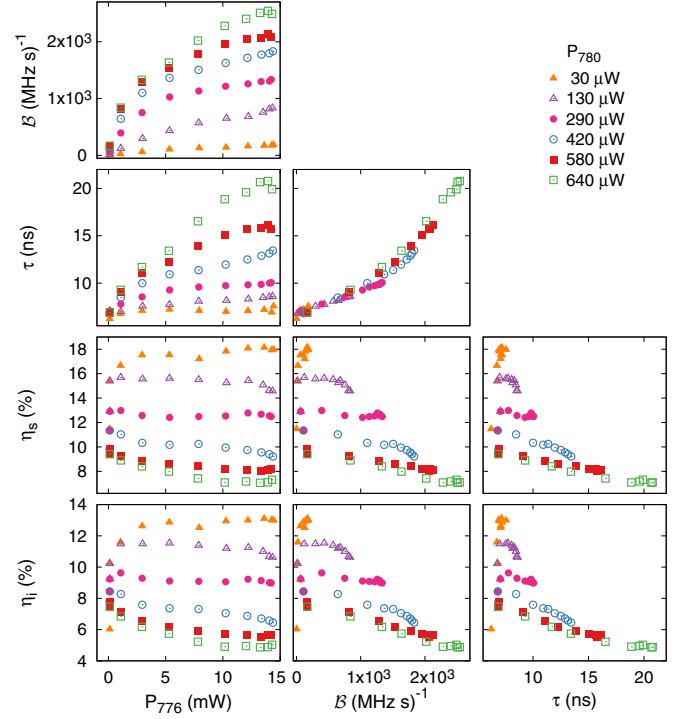 2x10³
1x10³
0
B (MHz s)⁻¹
P₇₈₀
30 μW
130 μW
290 μW
420 μW
580 μW
640 μW
20
15
10
τ (ns)
18
16
14
12
10
8
ηₛ (%)
14
12
10
8
6
4
ηᵢ (%)
0 5 10 15
0 1x10³ 2x10³
10 15 20
P₇₇₆ (mW)
B (MHz s)⁻¹
τ (ns)